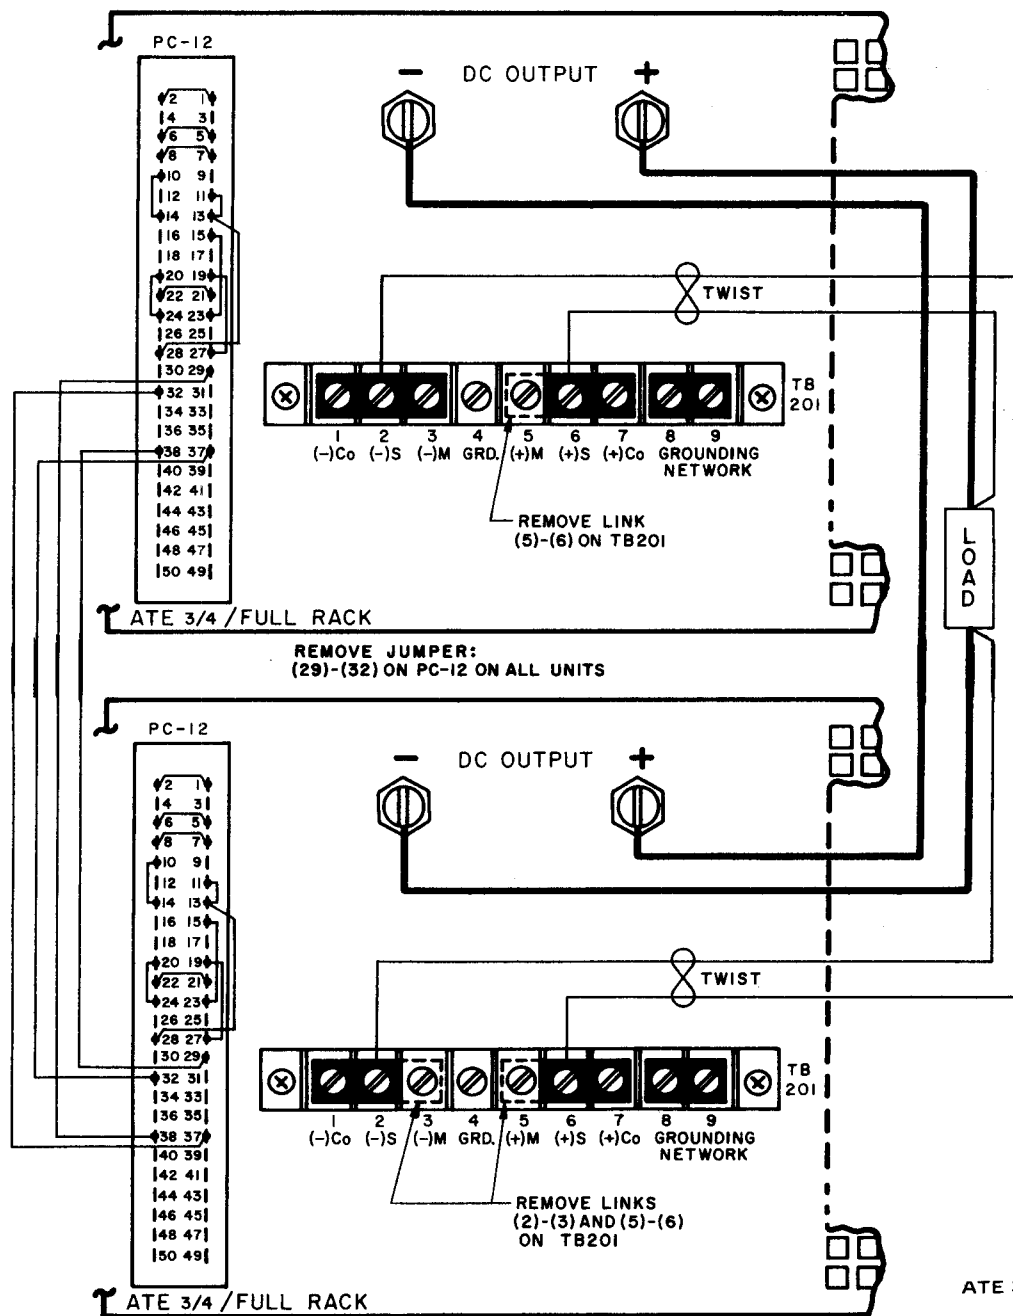 PC-12
− DC OUTPUT +
2 1
4 3
6 5
8 7
10 9
12 11
14 13
16 15
18 17
20 19
22 21
24 23
26 25
28 27
30 29
32 31
34 33
36 35
38 37
40 39
42 41
44 43
46 45
48 47
50 49
TWIST
TB
201
1 2 3 4 5 6 7 8 9
(-)Co (-)S (-)M GRD. (+)M (+)S (+)Co GROUNDING
NETWORK
REMOVE LINK
(5)-(6) ON TB201
LOAD
ATE 3/4 / FULL RACK
REMOVE JUMPER:
(29)-(32) ON PC-12 ON ALL UNITS
PC-12
− DC OUTPUT +
2 1
4 3
6 5
8 7
10 9
12 11
14 13
16 15
18 17
20 19
22 21
24 23
26 25
28 27
30 29
32 31
34 33
36 35
38 37
40 39
42 41
44 43
46 45
48 47
50 49
TWIST
TB
201
1 2 3 4 5 6 7 8 9
(-)Co (-)S (-)M GRD. (+)M (+)S (+)Co GROUNDING
NETWORK
REMOVE LINKS
(2)-(3) AND (5)-(6)
ON TB201
ATE 3/4 / FULL RACK
ATE